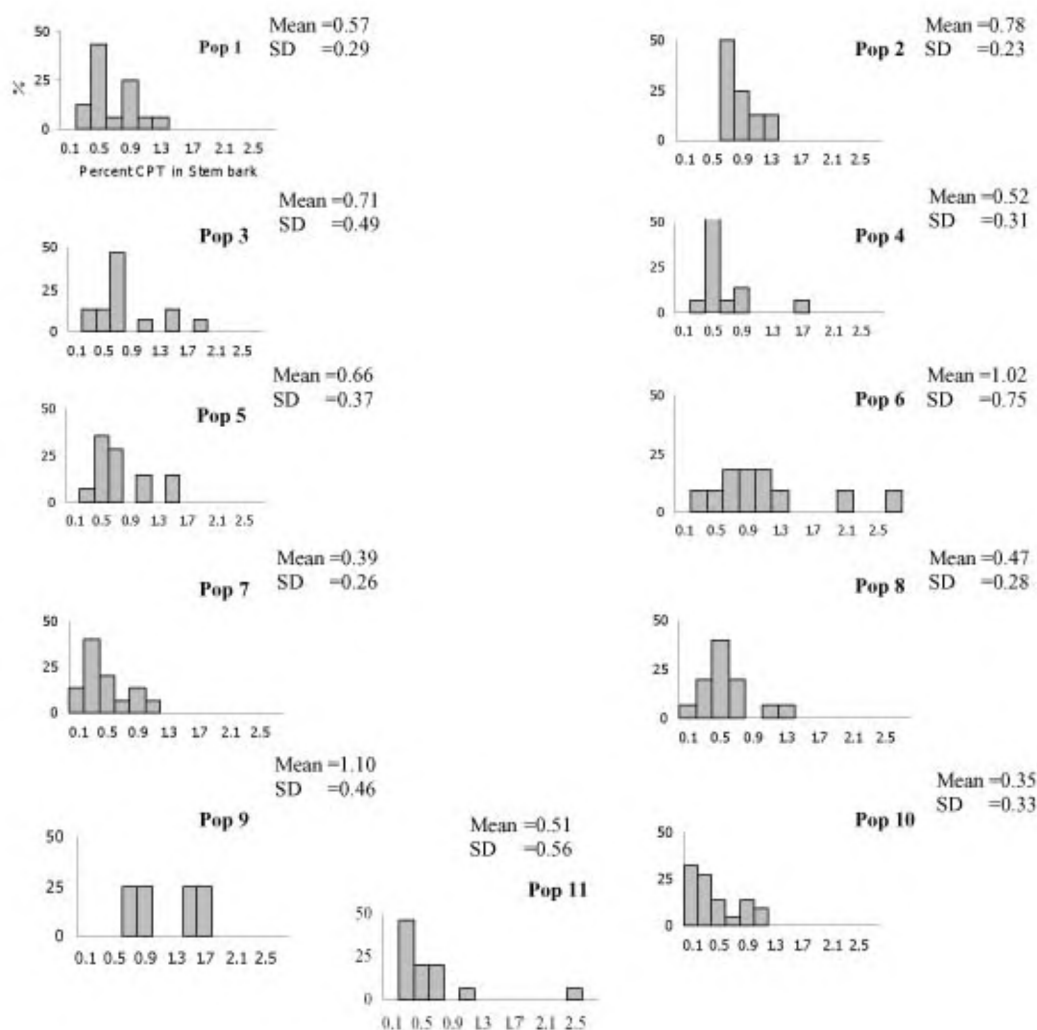 Mean =0.57
SD =0.29
Pop 1
50
25
0
%
0.1 0.5 0.9 1.3 1.7 2.1 2.5
Percent CPT in Stem bark
Mean =0.78
SD =0.23
Pop 2
50
25
0
0.1 0.5 0.9 1.3 1.7 2.1 2.5
Mean =0.71
SD =0.49
Pop 3
50
25
0
0.1 0.5 0.9 1.3 1.7 2.1 2.5
Mean =0.52
SD =0.31
Pop 4
50
25
0
0.1 0.5 0.9 1.3 1.7 2.1 2.5
Mean =0.66
SD =0.37
Pop 5
50
25
0
0.1 0.5 0.9 1.3 1.7 2.1 2.5
Mean =1.02
SD =0.75
Pop 6
50
25
0
0.1 0.5 0.9 1.3 1.7 2.1 2.5
Mean =0.39
SD =0.26
Pop 7
50
25
0
0.1 0.5 0.9 1.3 1.7 2.1 2.5
Mean =0.47
SD =0.28
Pop 8
50
25
0
0.1 0.5 0.9 1.3 1.7 2.1 2.5
Mean =1.10
SD =0.46
Pop 9
50
25
0
0.1 0.5 0.9 1.3 1.7 2.1 2.5
Mean =0.35
SD =0.33
Pop 10
50
25
0
0.1 0.5 0.9 1.3 1.7 2.1 2.5
Mean =0.51
SD =0.56
Pop 11
50
25
0
0.1 0.5 0.9 1.3 1.7 2.1 2.5